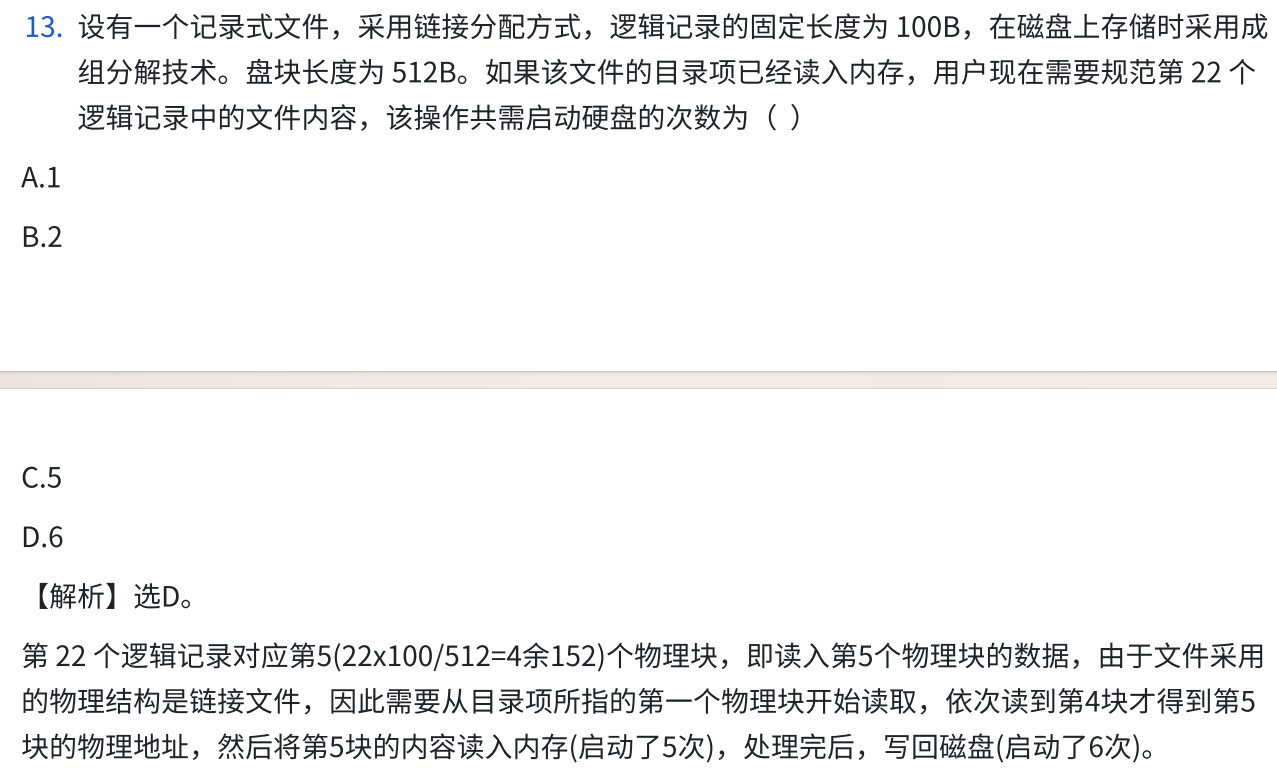 13. 设有一个记录式文件，采用链接分配方式，逻辑记录的固定长度为 100B，在磁盘上存储时采用成
组分解技术。盘块长度为 512B。如果该文件的目录项已经读入内存，用户现在需要规范第 22 个
逻辑记录中的文件内容，该操作共需启动硬盘的次数为（ ）
A.1
B.2
C.5
D.6
【解析】选D。
第 22 个逻辑记录对应第5(22x100/512=4余152)个物理块，即读入第5个物理块的数据，由于文件采用
的物理结构是链接文件，因此需要从目录项所指的第一个物理块开始读取，依次读到第4块才得到第5
块的物理地址，然后将第5块的内容读入内存(启动了5次)，处理完后，写回磁盘(启动了6次)。